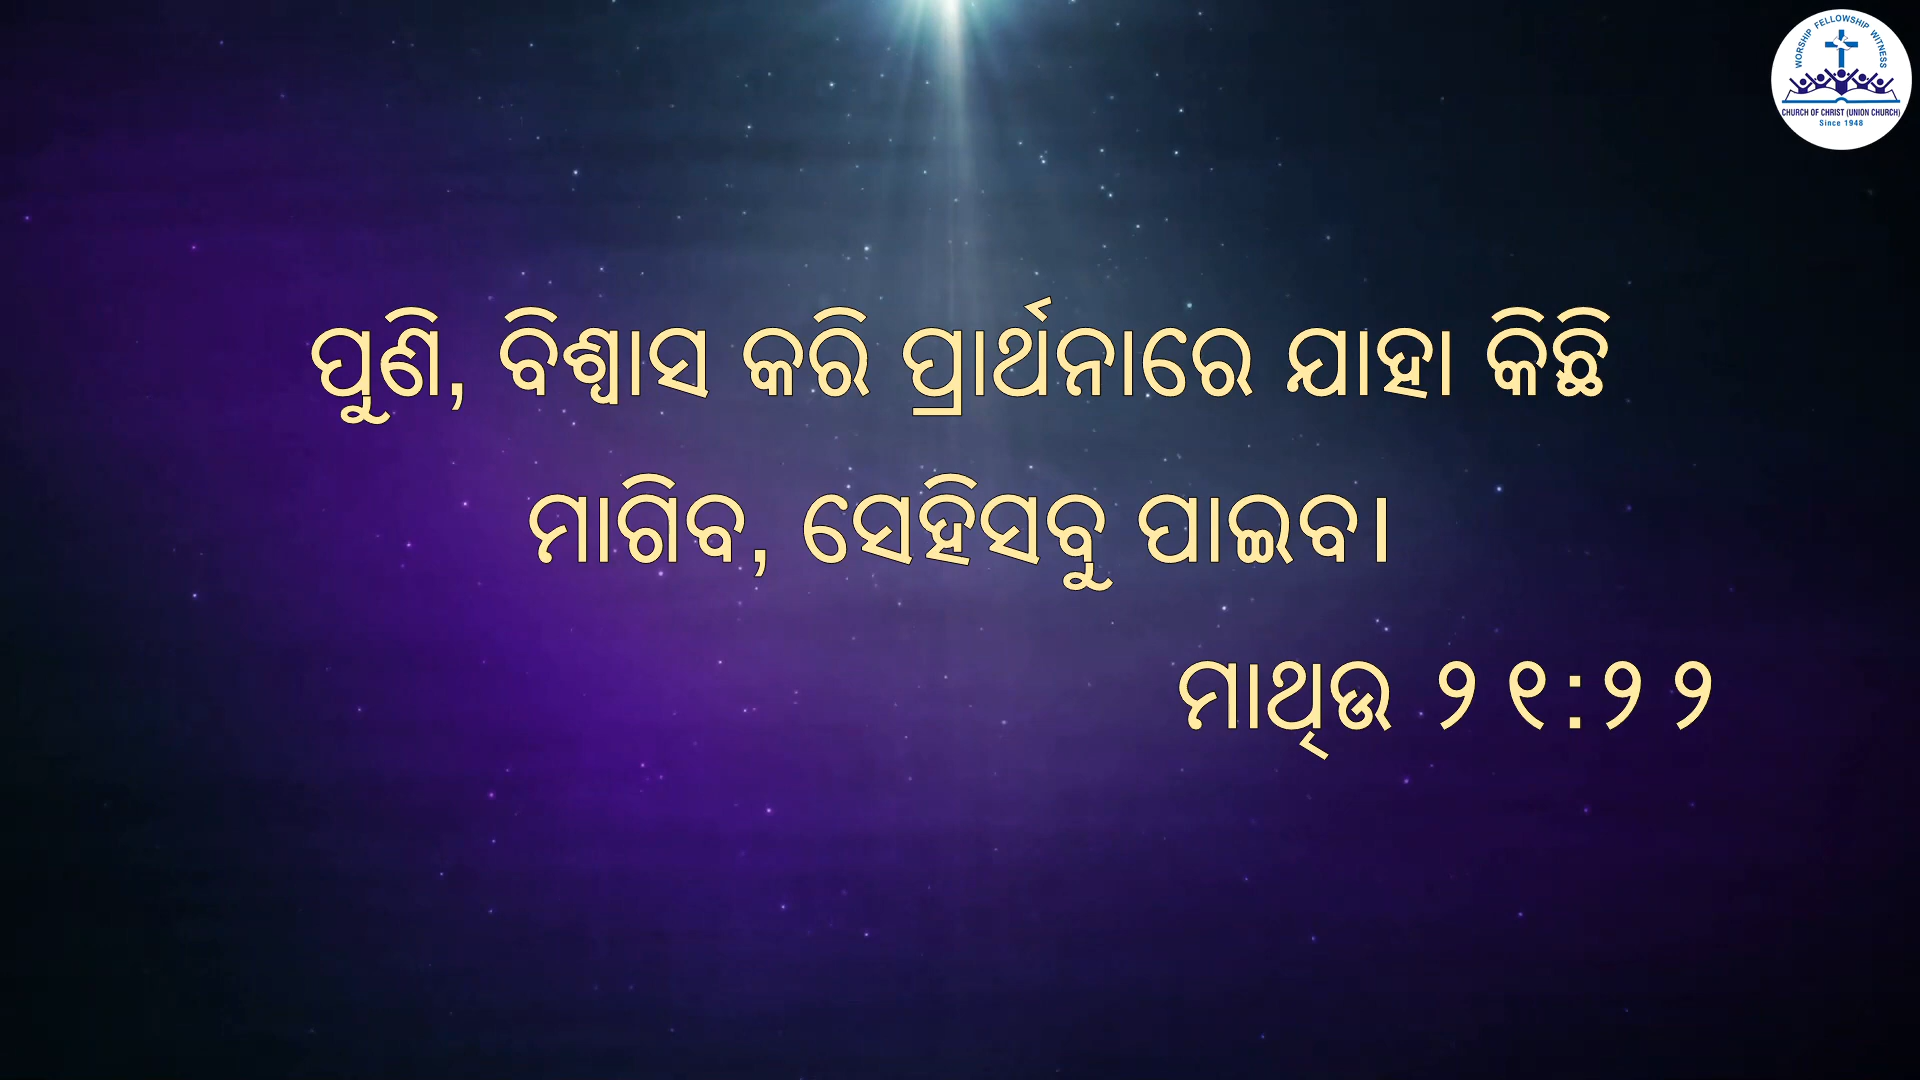 WORSHIP FELLOWSHIP WITNESS
CHURCH OF CHRIST (UNION CHURCH)
Since 1948
ପୁଣି, ବିଶ୍ୱାସ କରି ପ୍ରାର୍ଥନାରେ ଯାହା କିଛି
ମାଗିବ, ସେହିସବୁ ପାଇବ।
ମାଥିଉ ୨୧:୨୨